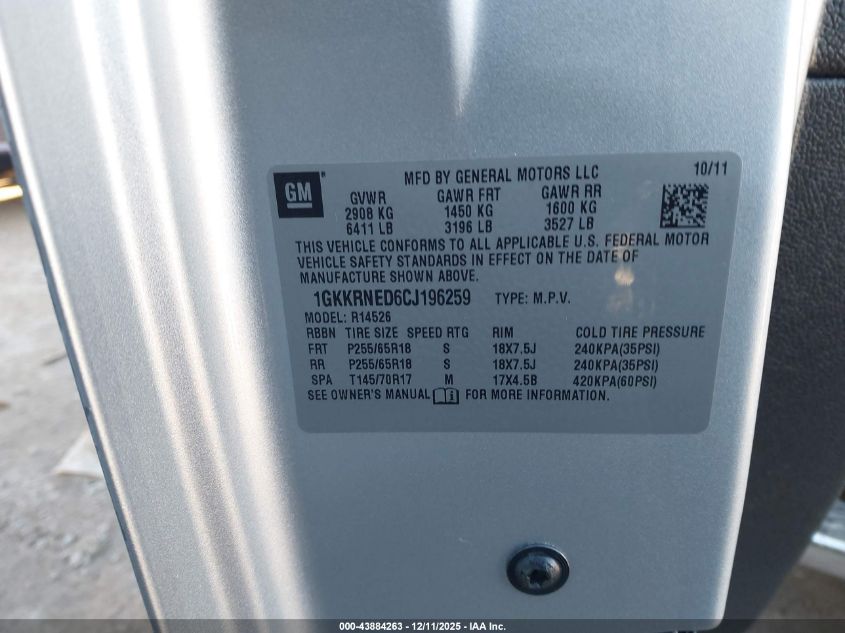 GM
MFD BY GENERAL MOTORS LLC 10/11
GVWR GAWR FRT GAWR RR
2908 KG 1450 KG 1600 KG
6411 LB 3196 LB 3527 LB
THIS VEHICLE CONFORMS TO ALL APPLICABLE U.S. FEDERAL MOTOR
VEHICLE SAFETY STANDARDS IN EFFECT ON THE DATE OF
MANUFACTURE SHOWN ABOVE.
1GKKRNED6CJ196259 TYPE: M.P.V.
MODEL: R14526
RBBN TIRE SIZE SPEED RTG RIM COLD TIRE PRESSURE
FRT P255/65R18 S 18X7.5J 240KPA(35PSI)
RR P255/65R18 S 18X7.5J 240KPA(35PSI)
SPA T145/70R17 M 17X4.5B 420KPA(60PSI)
SEE OWNER'S MANUAL i FOR MORE INFORMATION.
000-43884263 - 12/11/2025 - IAA Inc.